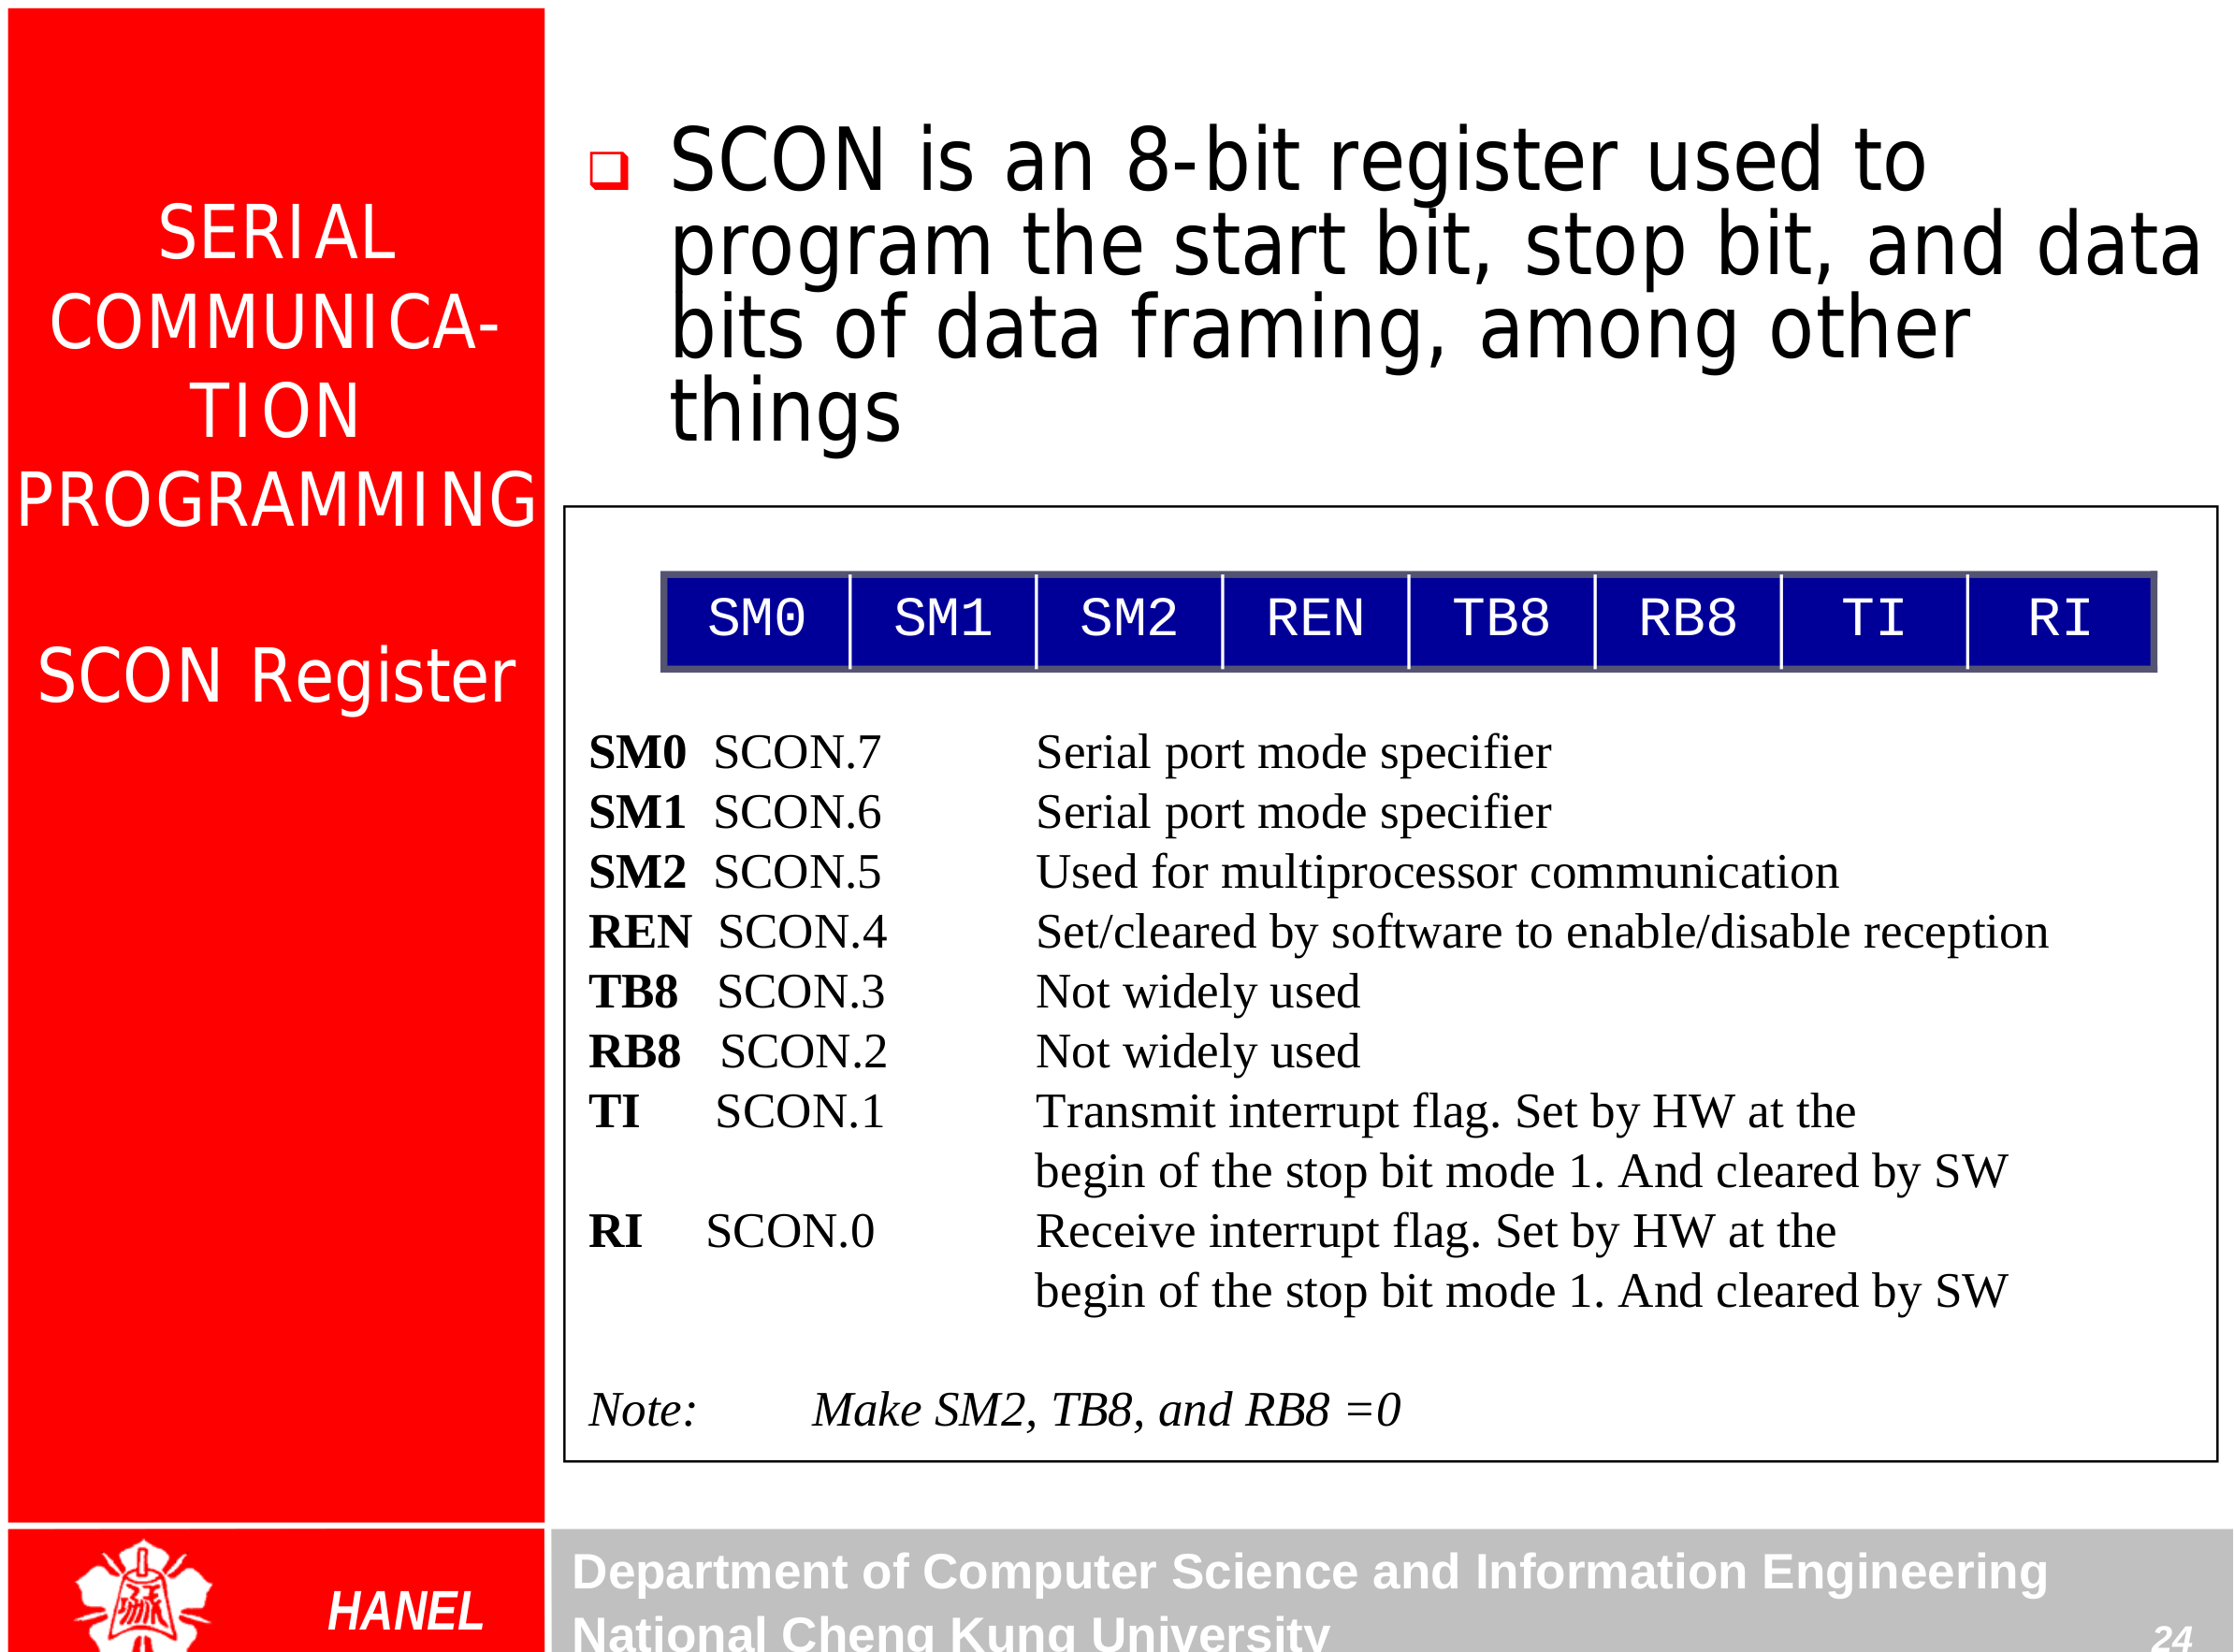 SERIAL
COMMUNICA-
TION
PROGRAMMING
SCON Register
❑ SCON is an 8-bit register used to
program the start bit, stop bit, and data
bits of data framing, among other
things
SM0 SM1 SM2 REN TB8 RB8 TI RI
SM0 SCON.7 Serial port mode specifier
SM1 SCON.6 Serial port mode specifier
SM2 SCON.5 Used for multiprocessor communication
REN SCON.4 Set/cleared by software to enable/disable reception
TB8 SCON.3 Not widely used
RB8 SCON.2 Not widely used
TI SCON.1 Transmit interrupt flag. Set by HW at the
begin of the stop bit mode 1. And cleared by SW
RI SCON.0 Receive interrupt flag. Set by HW at the
begin of the stop bit mode 1. And cleared by SW
Note: Make SM2, TB8, and RB8 =0
HANEL
Department of Computer Science and Information Engineering
National Cheng Kung University
24